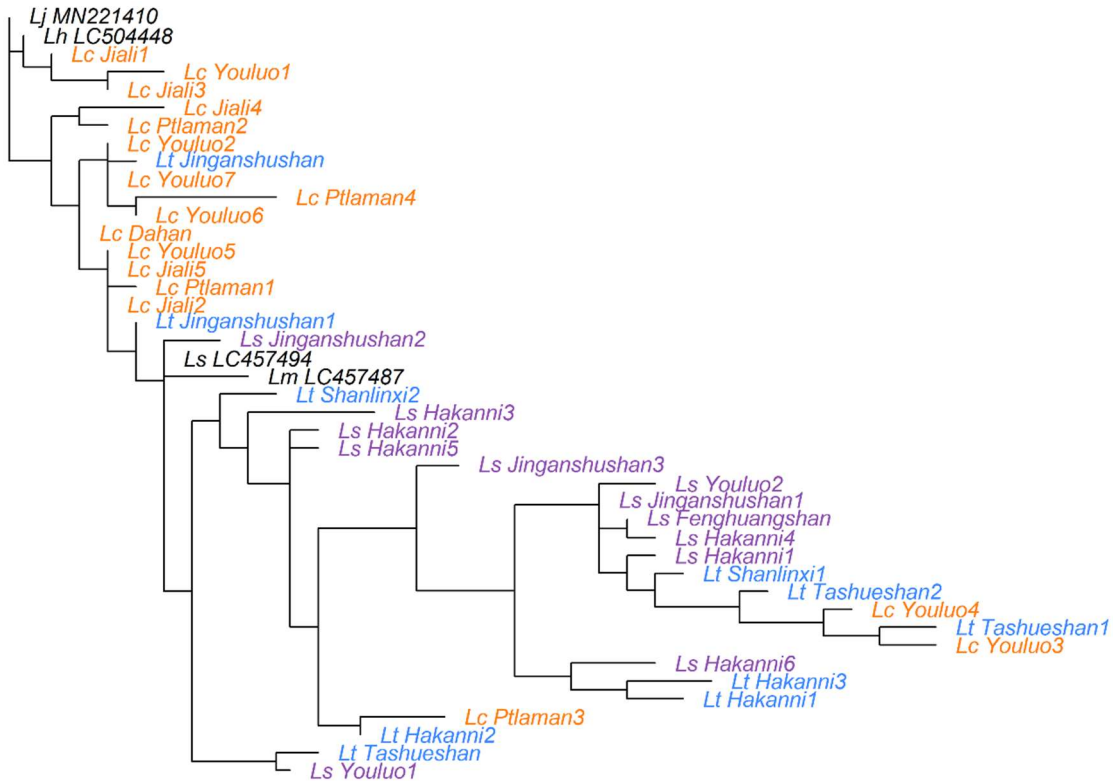 Lj MN221410
Lh LC504448
Lc Jiali1
Lc Youluo1
Lc Jiali3
Lc Jiali4
Lc Ptlaman2
Lc Youluo2
Lt Jinganshushan
Lc Youluo7
Lc Ptlaman4
Lc Youluo6
Lc Dahan
Lc Youluo5
Lc Jiali5
Lc Ptlaman1
Lc Jiali2
Lt Jinganshushan1
Ls Jinganshushan2
Ls LC457494
Lm LC457487
Lt Shanlinxi2
Ls Hakanni3
Ls Hakanni2
Ls Hakanni5
Ls Jinganshushan3
Ls Youluo2
Ls Jinganshushan1
Ls Fenghuangshan
Ls Hakanni4
Ls Hakanni1
Lt Shanlinxi1
Lt Tashueshan2
Lc Youluo4
Lt Tashueshan1
Lc Youluo3
Ls Hakanni6
Lt Hakanni3
Lt Hakanni1
Lc Ptlaman3
Lt Hakanni2
Lt Tashueshan
Ls Youluo1